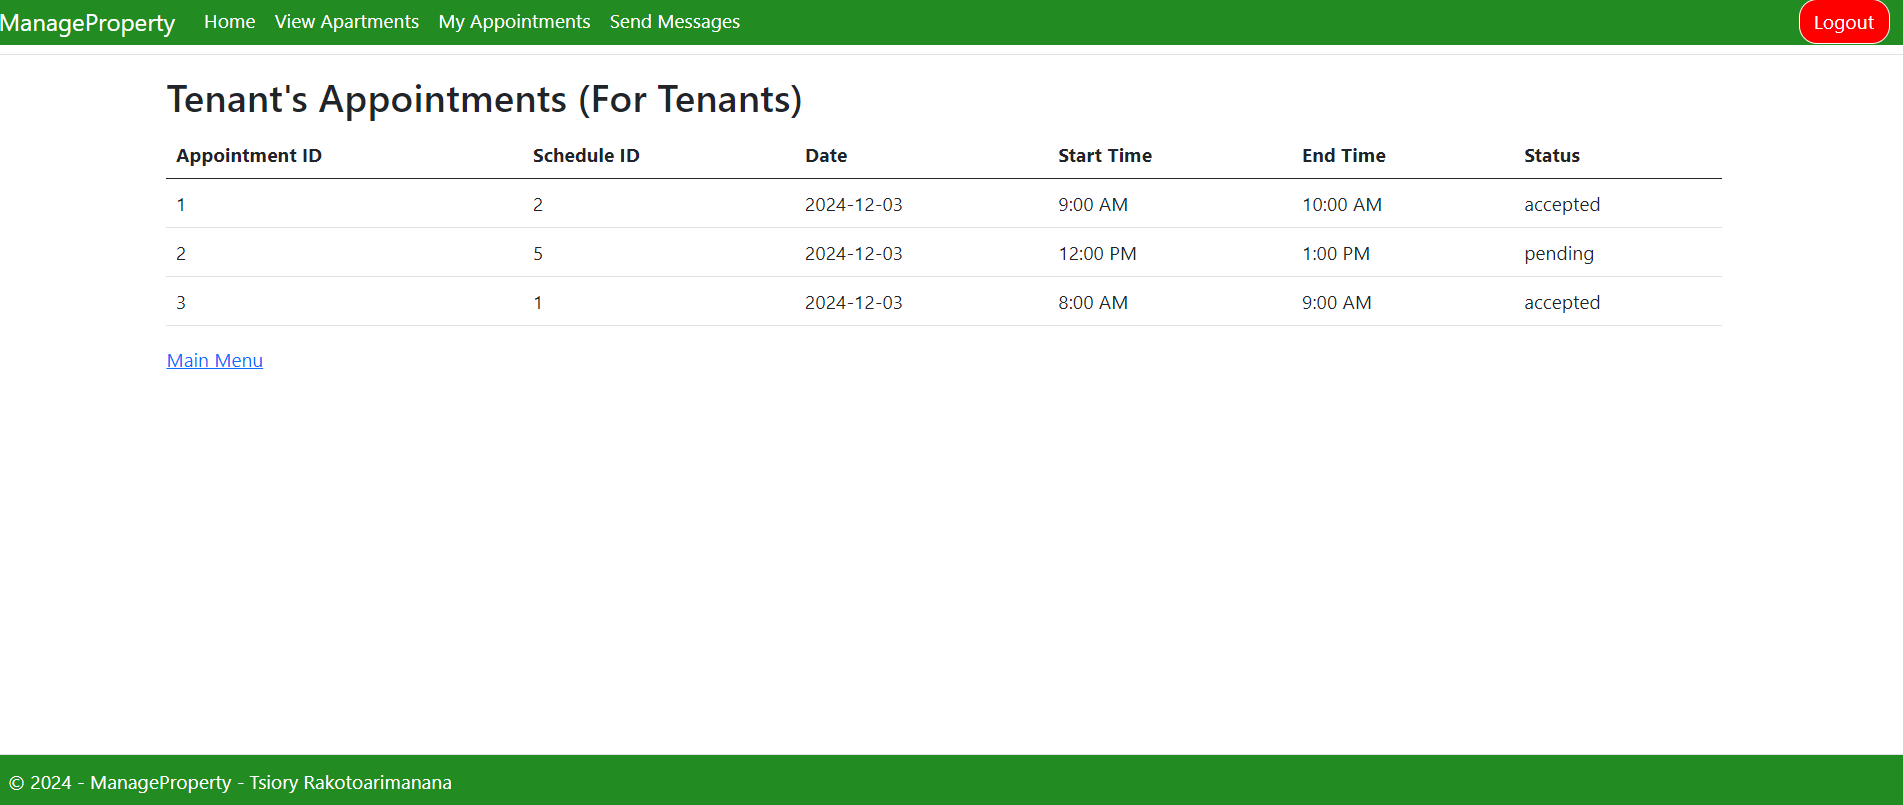 ManageProperty Home View Apartments My Appointments Send Messages Logout
Tenant's Appointments (For Tenants)
Appointment ID Schedule ID Date Start Time End Time Status
1 2 2024-12-03 9:00 AM 10:00 AM accepted
2 5 2024-12-03 12:00 PM 1:00 PM pending
3 1 2024-12-03 8:00 AM 9:00 AM accepted
Main Menu
© 2024 - ManageProperty - Tsiory Rakotoarimanana